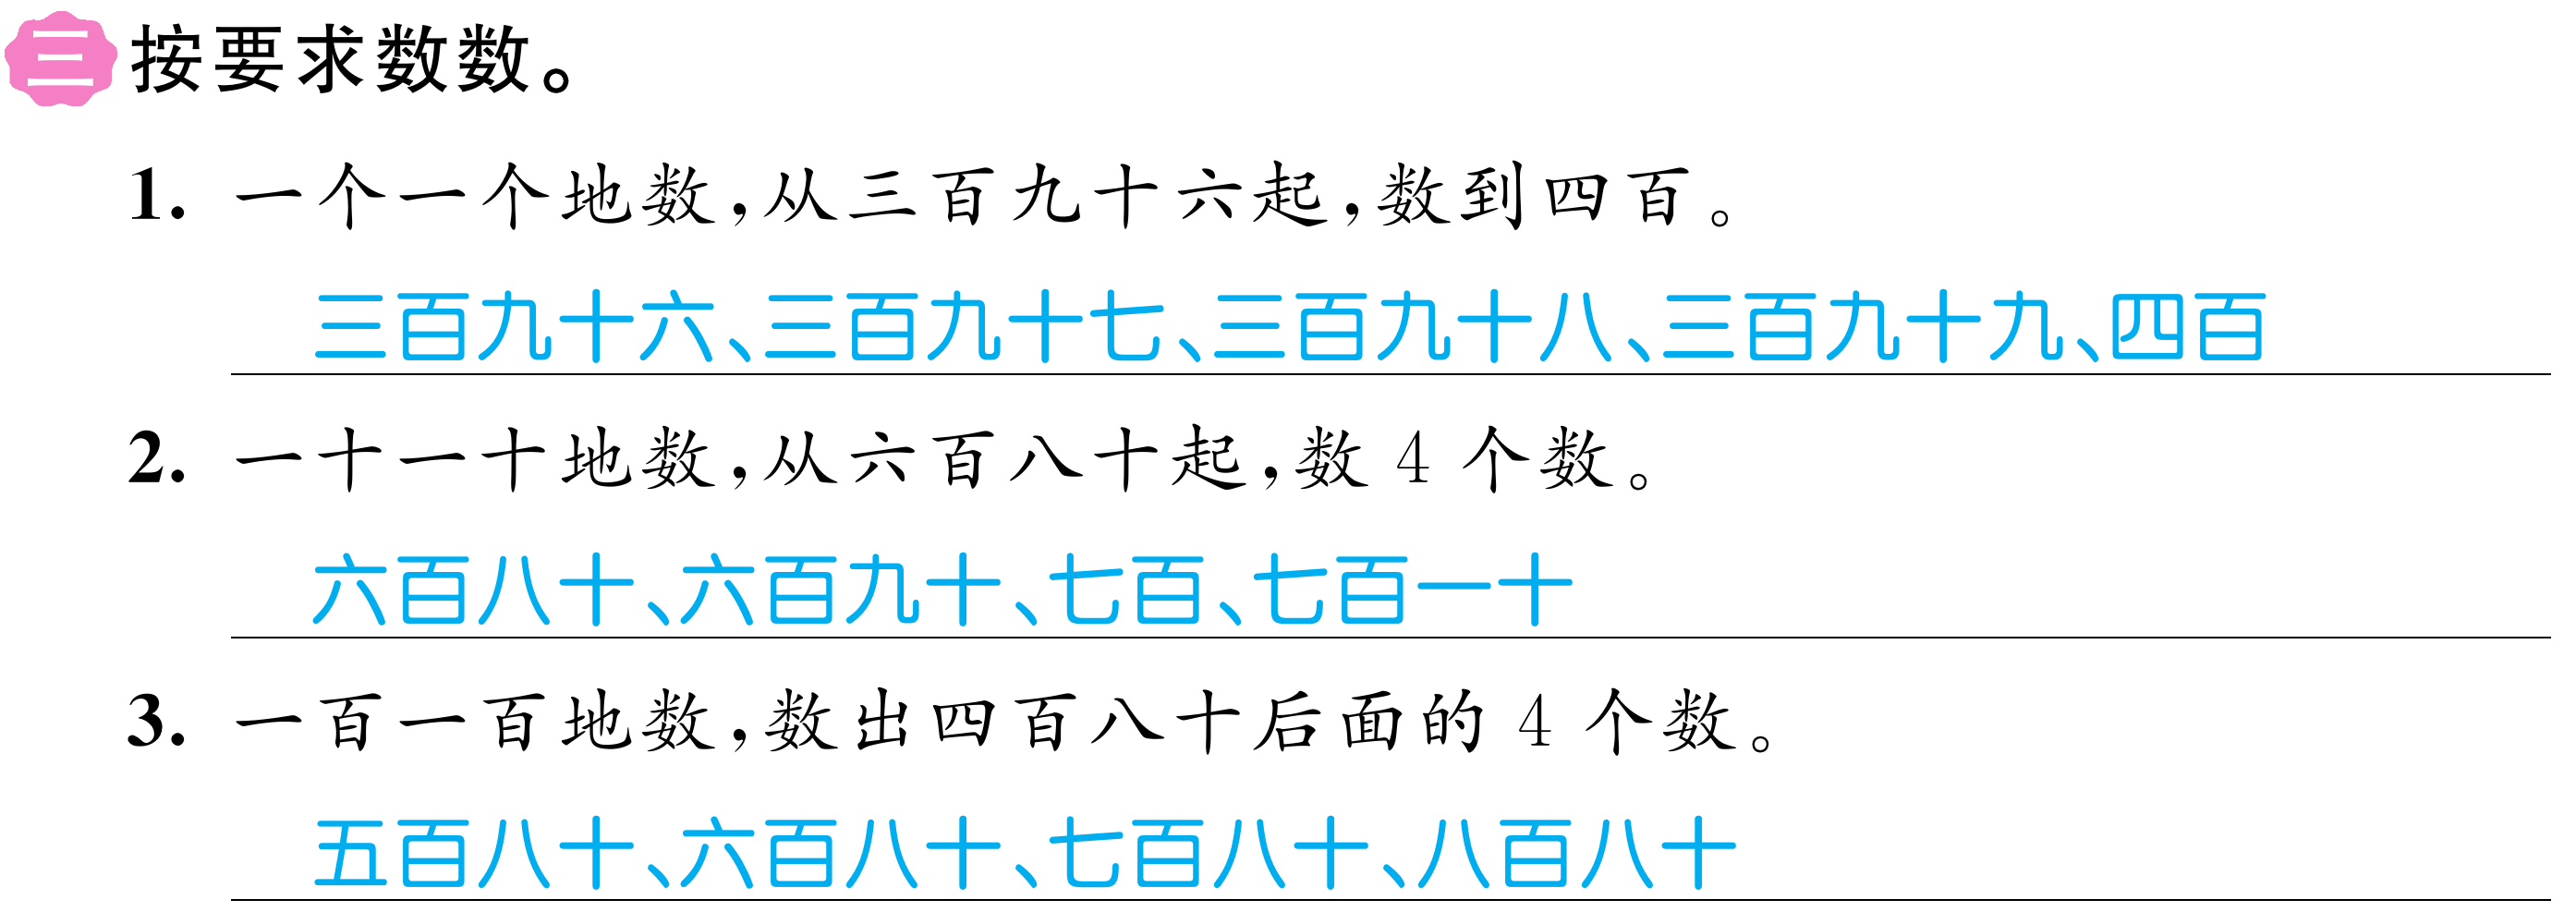 三 按要求数数。
1. 一个一个地数,从三百九十六起,数到四百。
三百九十六、三百九十七、三百九十八、三百九十九、四百
2. 一十一十地数,从六百八十起,数 4 个数。
六百八十、六百九十、七百、七百一十
3. 一百一百地数,数出四百八十后面的 4 个数。
五百八十、六百八十、七百八十、八百八十